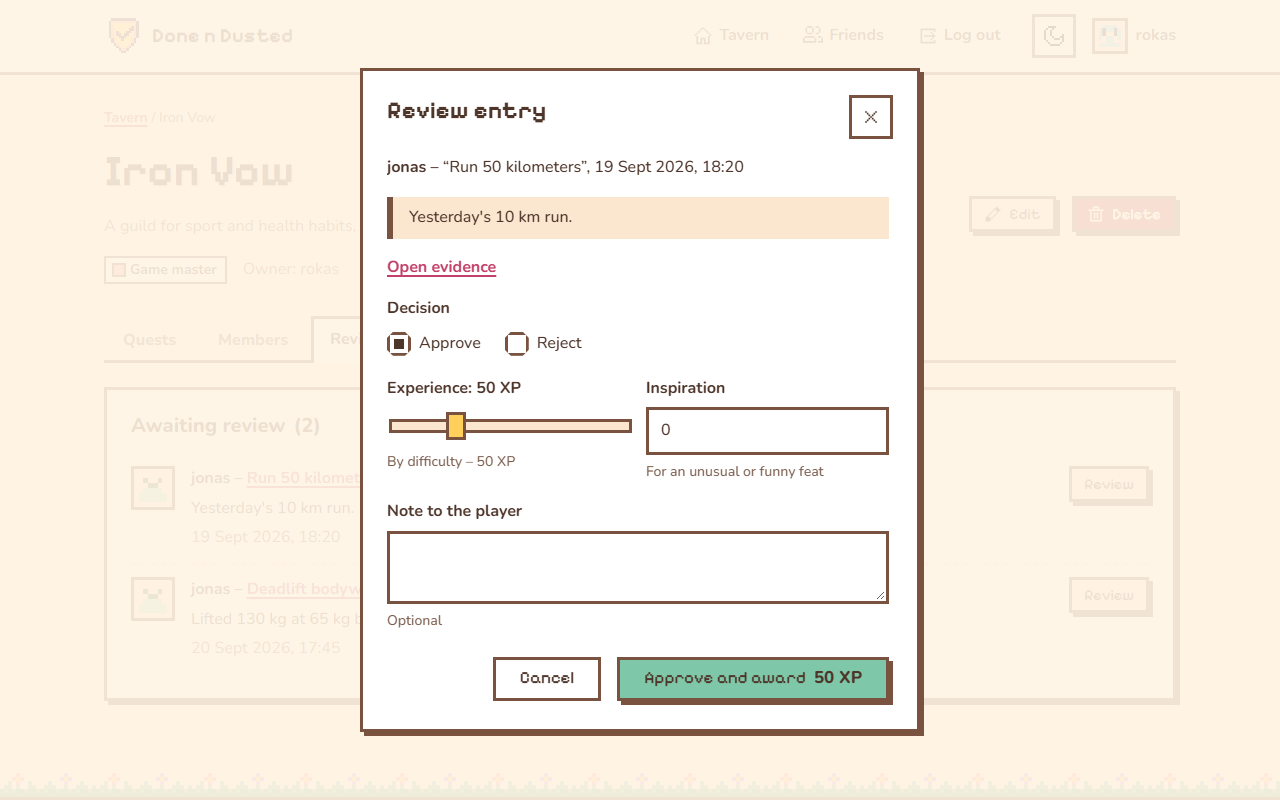 Done n Dusted
Tavern
Friends
Log out
rokas
Tavern / Iron Vow
Iron Vow
A guild for sport and health habits.
Edit
Delete
Game master
Owner: rokas
Quests
Members
Rev
Awaiting review (2)
jonas – Run 50 kilomet
Yesterday's 10 km run.
19 Sept 2026, 18:20
Review
jonas – Deadlift bodyw
Lifted 130 kg at 65 kg b
20 Sept 2026, 17:45
Review
Review entry
jonas – “Run 50 kilometers”, 19 Sept 2026, 18:20
Yesterday's 10 km run.
Open evidence
Decision
Approve
Reject
Experience: 50 XP
Inspiration
0
By difficulty – 50 XP
For an unusual or funny feat
Note to the player
Optional
Cancel
Approve and award 50 XP